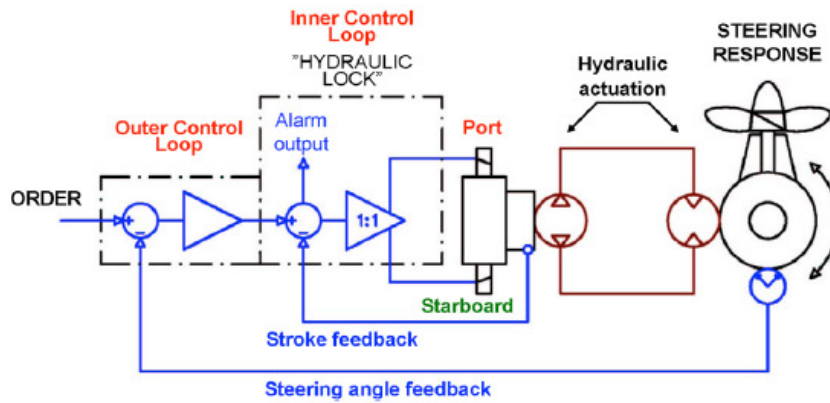 Inner Control
Loop
"HYDRAULIC
LOCK"
STEERING
RESPONSE
Hydraulic
actuation
Outer Control
Loop
Alarm
output
Port
ORDER
+
−
+
−
1:1
Starboard
Stroke feedback
Steering angle feedback